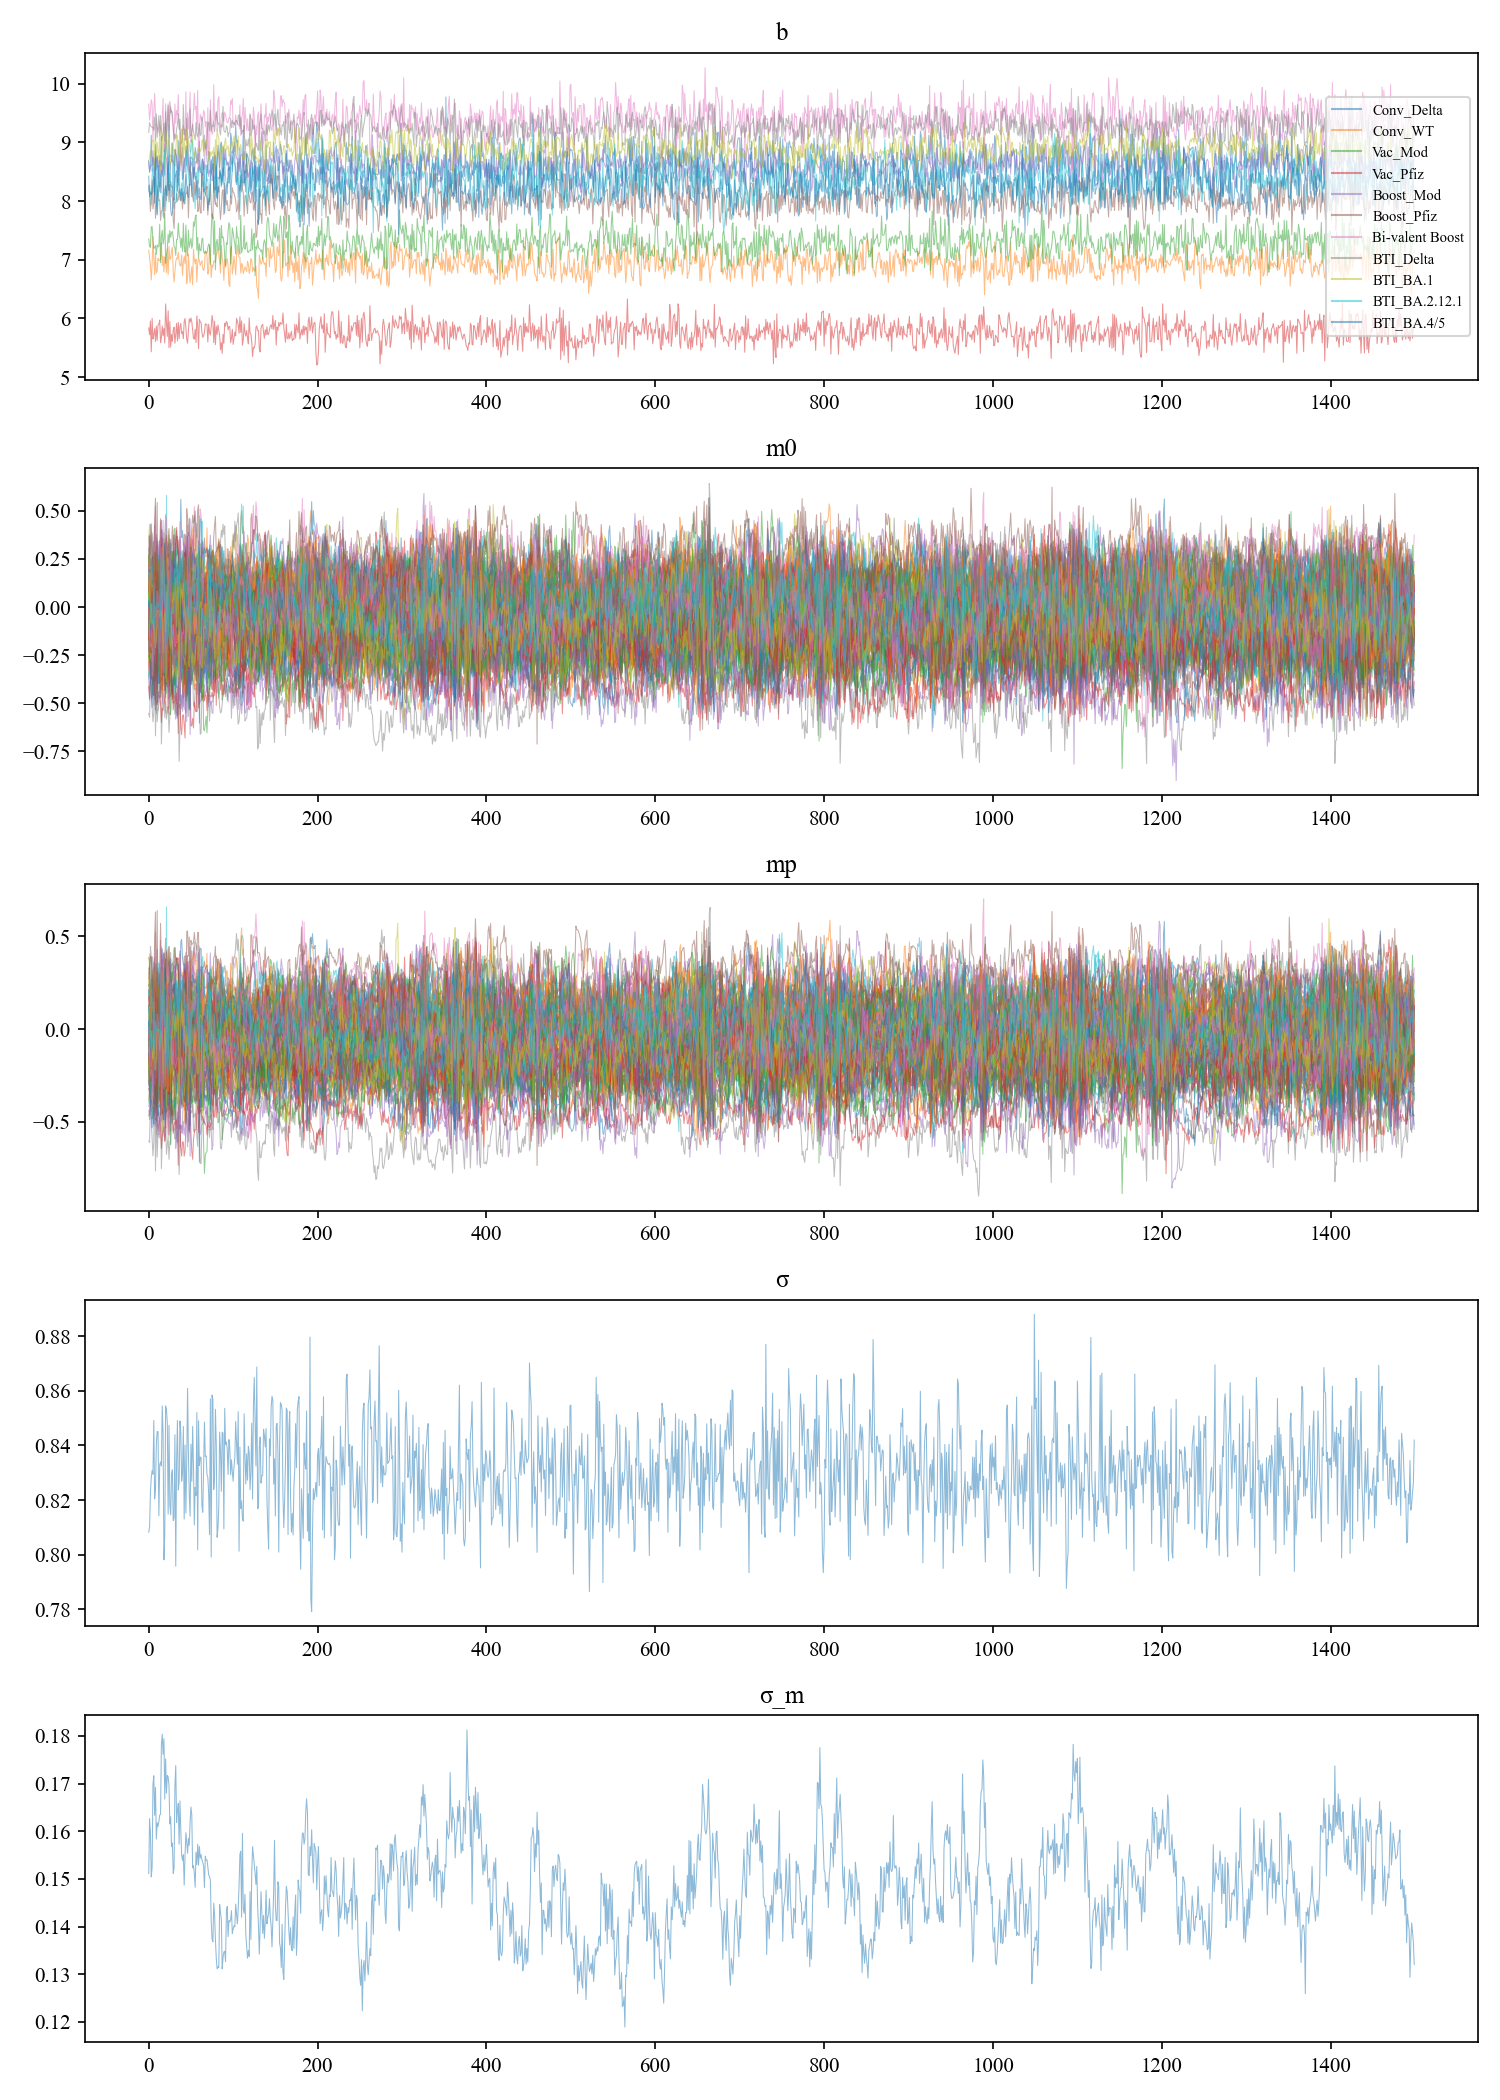 b
10
9
8
7
6
5
Conv_Delta
Conv_WT
Vac_Mod
Vac_Pfiz
Boost_Mod
Boost_Pfiz
Bi-valent Boost
BTI_Delta
BTI_BA.1
BTI_BA.2.12.1
BTI_BA.4/5
0 200 400 600 800 1000 1200 1400
m0
0.50
0.25
0.00
−0.25
−0.50
−0.75
0 200 400 600 800 1000 1200 1400
mp
0.5
0.0
−0.5
0 200 400 600 800 1000 1200 1400
σ
0.88
0.86
0.84
0.82
0.80
0.78
0 200 400 600 800 1000 1200 1400
σ_m
0.18
0.17
0.16
0.15
0.14
0.13
0.12
0 200 400 600 800 1000 1200 1400